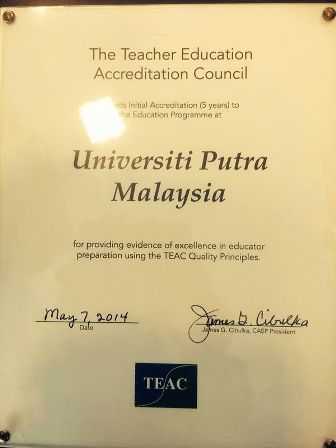 The Teacher Education
Accreditation Council
Initial Accreditation (5 years) to
the Education Programme at
Universiti Putra
Malaysia
for providing evidence of excellence in educator
preparation using the TEAC Quality Principles.
May 7, 2014
Date
James G. Cibulka
James G. Cibulka, CAEP President
TEAC